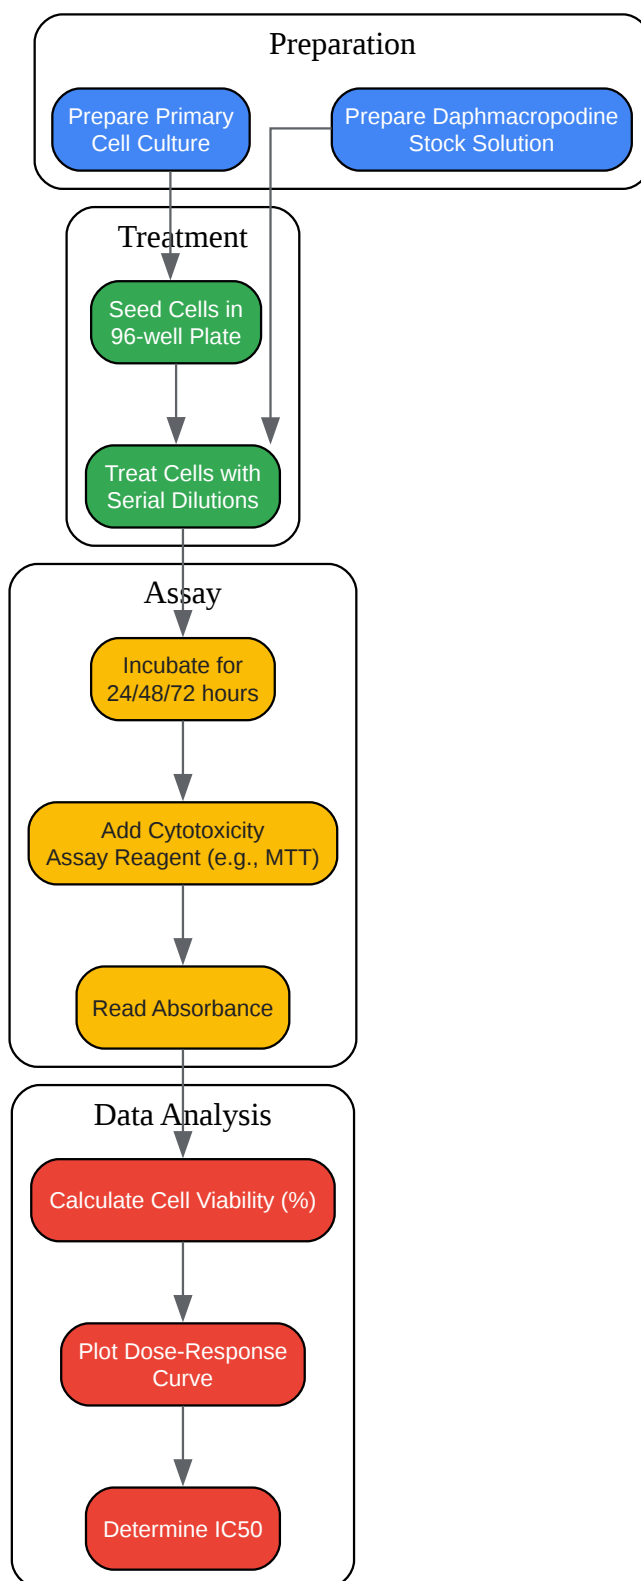 Preparation
Prepare Primary
Cell Culture
Prepare Daphmacropodine
Stock Solution
Treatment
Seed Cells in
96-well Plate
Treat Cells with
Serial Dilutions
Assay
Incubate for
24/48/72 hours
Add Cytotoxicity
Assay Reagent (e.g., MTT)
Read Absorbance
Data Analysis
Calculate Cell Viability (%)
Plot Dose-Response
Curve
Determine IC50